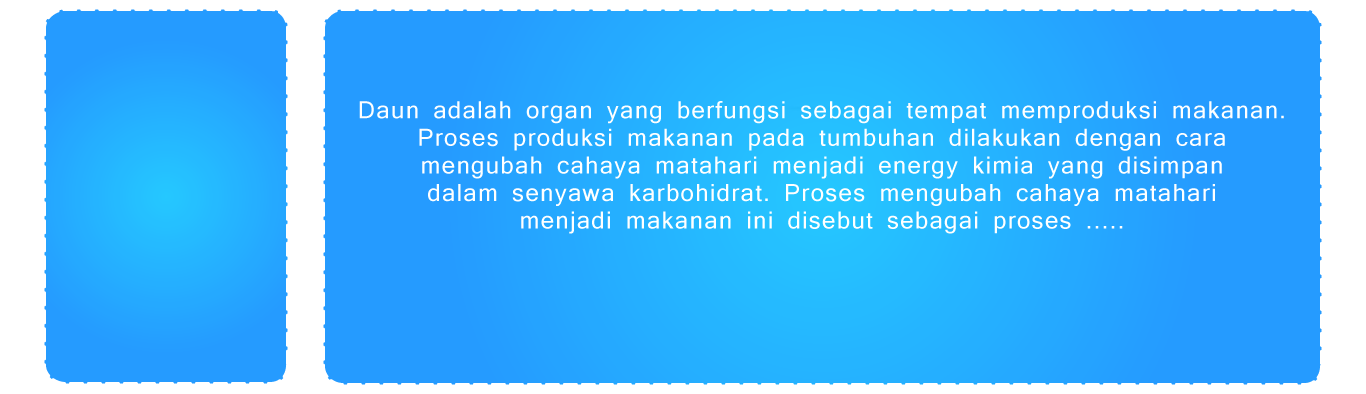 Daun adalah organ yang berfungsi sebagai tempat memproduksi makanan.
Proses produksi makanan pada tumbuhan dilakukan dengan cara
mengubah cahaya matahari menjadi energy kimia yang disimpan
dalam senyawa karbohidrat. Proses mengubah cahaya matahari
menjadi makanan ini disebut sebagai proses .....